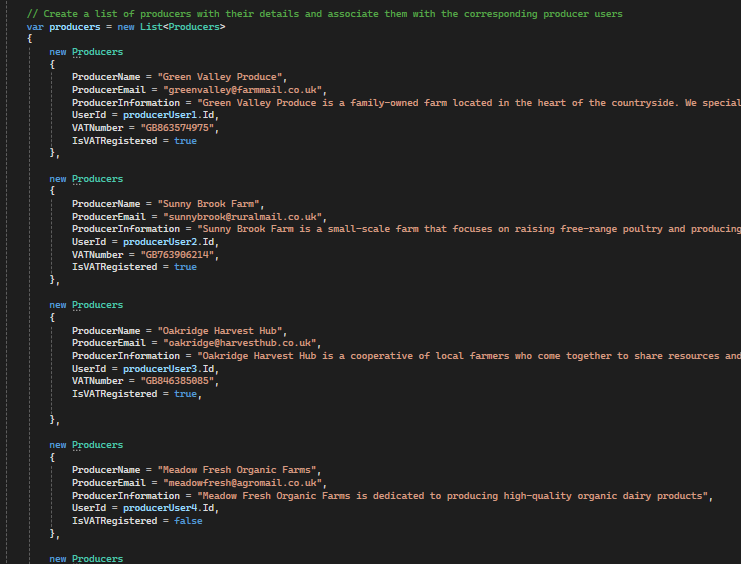 // Create a list of producers with their details and associate them with the corresponding producer users
var producers = new List<Producers>
{
new Producers
{
ProducerName = "Green Valley Produce",
ProducerEmail = "greenvalley@farmmail.co.uk",
ProducerInformation = "Green Valley Produce is a family-owned farm located in the heart of the countryside. We special
UserId = producerUser1.Id,
VATNumber = "GB863574975",
IsVATRegistered = true
},
new Producers
{
ProducerName = "Sunny Brook Farm",
ProducerEmail = "sunnybrook@ruralmail.co.uk",
ProducerInformation = "Sunny Brook Farm is a small-scale farm that focuses on raising free-range poultry and producing
UserId = producerUser2.Id,
VATNumber = "GB763906214",
IsVATRegistered = true
},
new Producers
{
ProducerName = "Oakridge Harvest Hub",
ProducerEmail = "oakridge@harvesthub.co.uk",
ProducerInformation = "Oakridge Harvest Hub is a cooperative of local farmers who come together to share resources and
UserId = producerUser3.Id,
VATNumber = "GB846385085",
IsVATRegistered = true,
},
new Producers
{
ProducerName = "Meadow Fresh Organic Farms",
ProducerEmail = "meadowfresh@agromail.co.uk",
ProducerInformation = "Meadow Fresh Organic Farms is dedicated to producing high-quality organic dairy products",
UserId = producerUser4.Id,
IsVATRegistered = false
},
new Producers